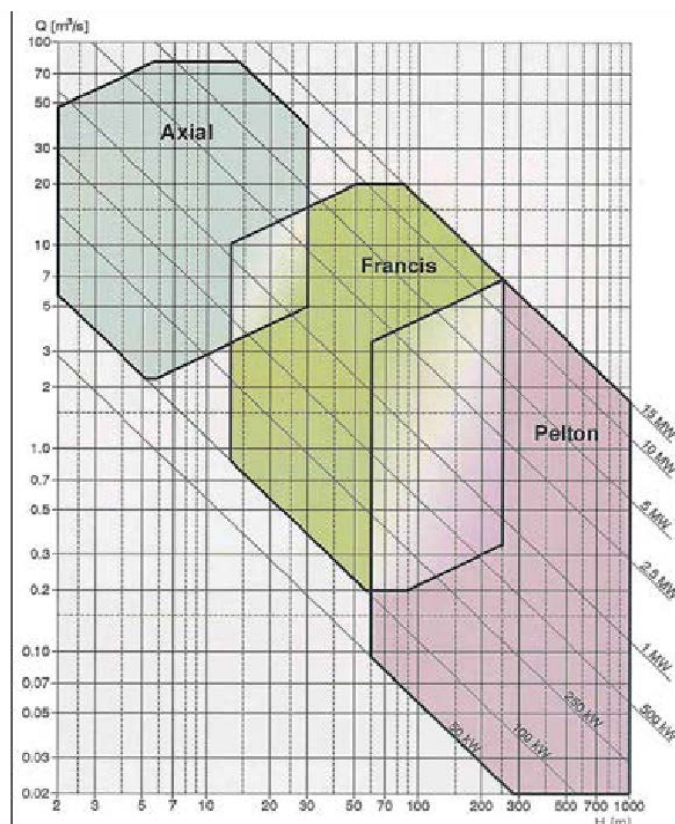 Q [m³/s]
100
70
50
30
20
10
7
5
3
2
1.0
0.7
0.5
0.3
0.2
0.10
0.07
0.05
0.03
0.02
Axial
Francis
Pelton
15 MW
10 MW
5 MW
2.5 MW
1 MW
500 kW
250 kW
100 kW
50 kW
2 3 5 7 10 20 30 50 70 100 200 300 500 700 1000
H [m]